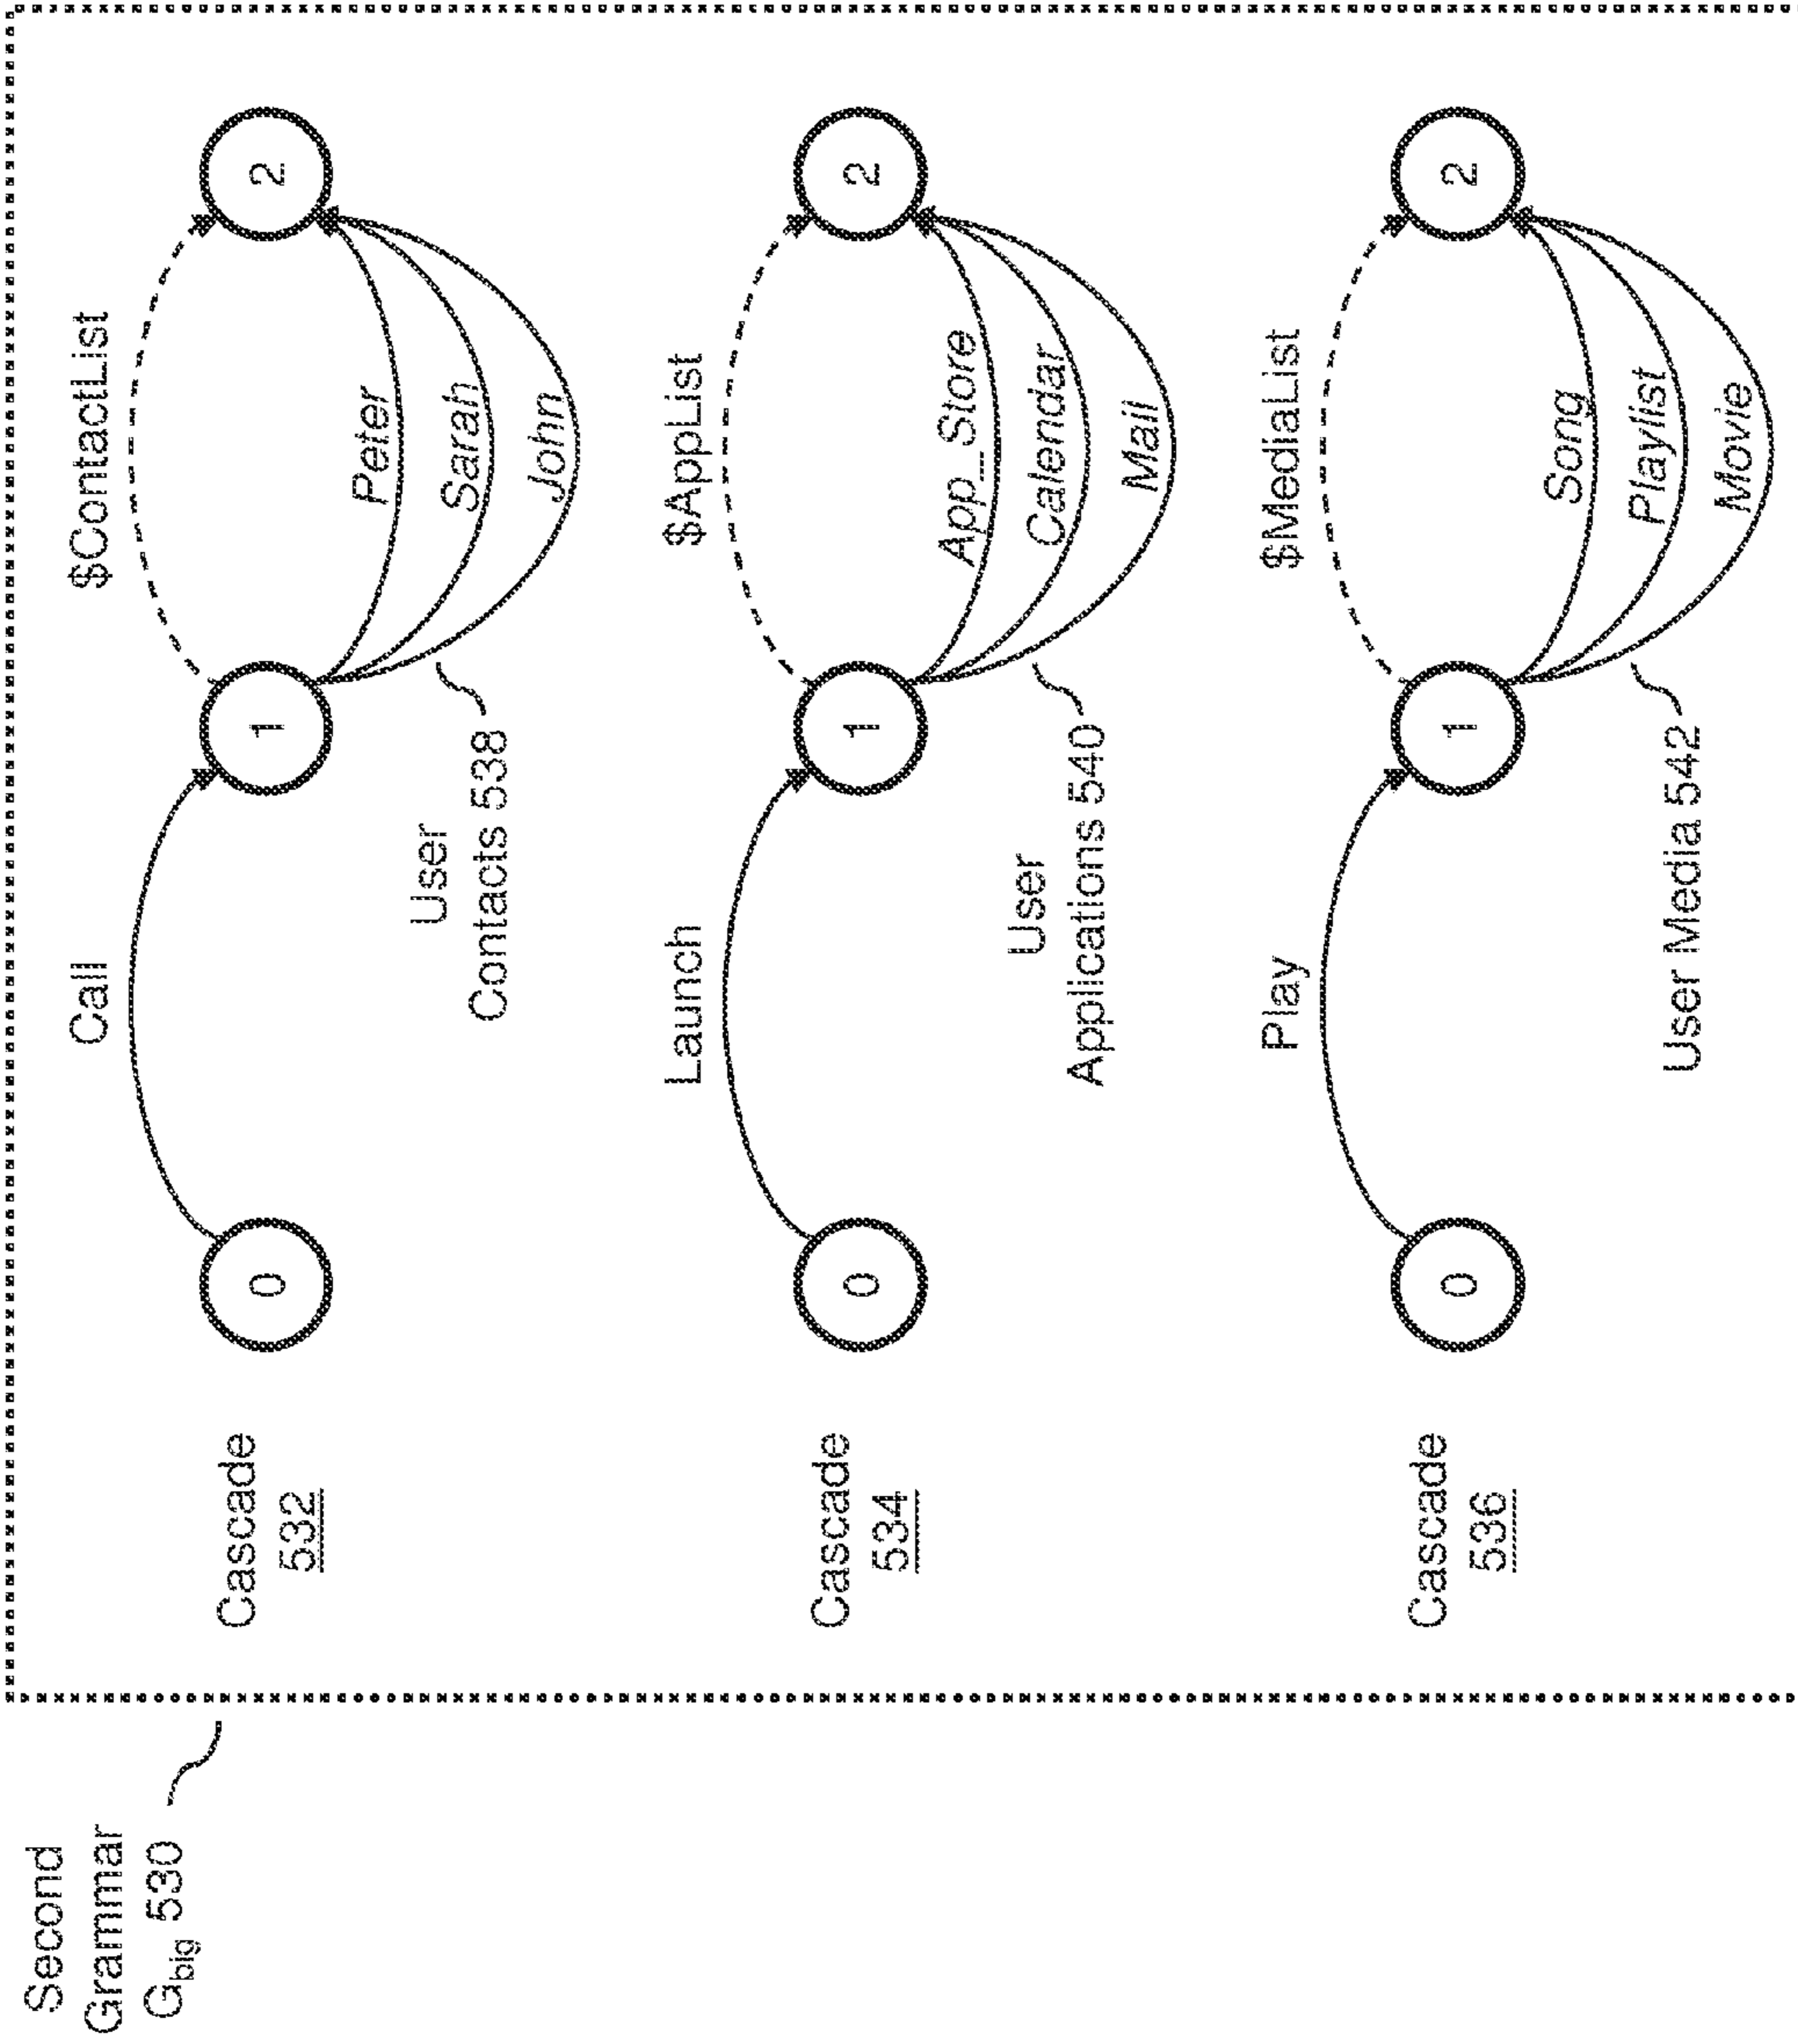 Second
Grammar
Gbig 530
Cascade
532
0
Call
1
$ContactList
2
Peter
Sarah
John
User
Contacts 538
Cascade
534
0
Launch
1
$AppList
2
App_Store
Calendar
Mail
User
Applications 540
Cascade
536
0
Play
1
$MediaList
2
Song
Playlist
Movie
User Media 542